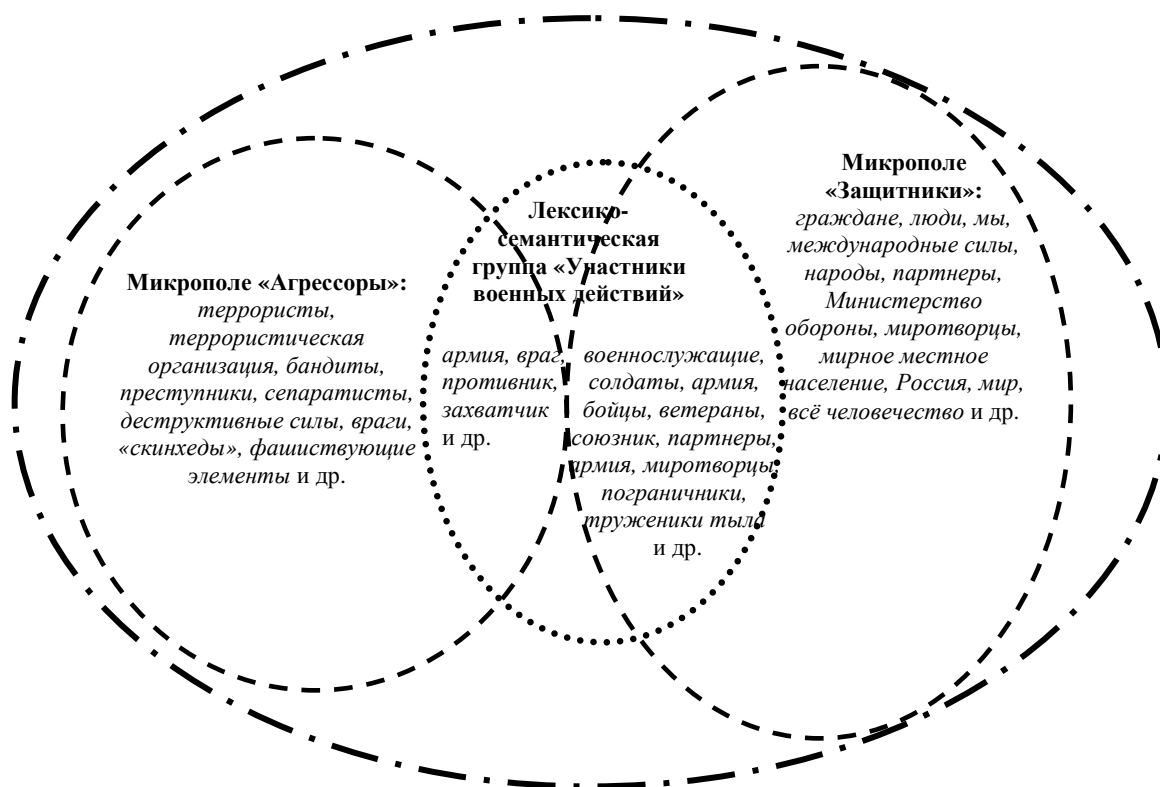 Микрополе «Агрессоры»:
террористы,
террористическая
организация, бандиты,
преступники, сепаратисты,
деструктивные силы, враги,
«скинхеды», фашиствующие
элементы и др.
Лексико-
семантическая
группа «Участники
военных действий»
армия, враг,
противник,
захватчик
и др.
военнослужащие,
солдаты, армия,
бойцы, ветераны,
союзник, партнеры,
армия, миротворцы,
пограничники,
труженики тыла
и др.
Микрополе
«Защитники»:
граждане, люди, мы,
международные силы,
народы, партнеры,
Министерство
обороны, миротворцы,
мирное местное
население, Россия, мир,
всё человечество и др.